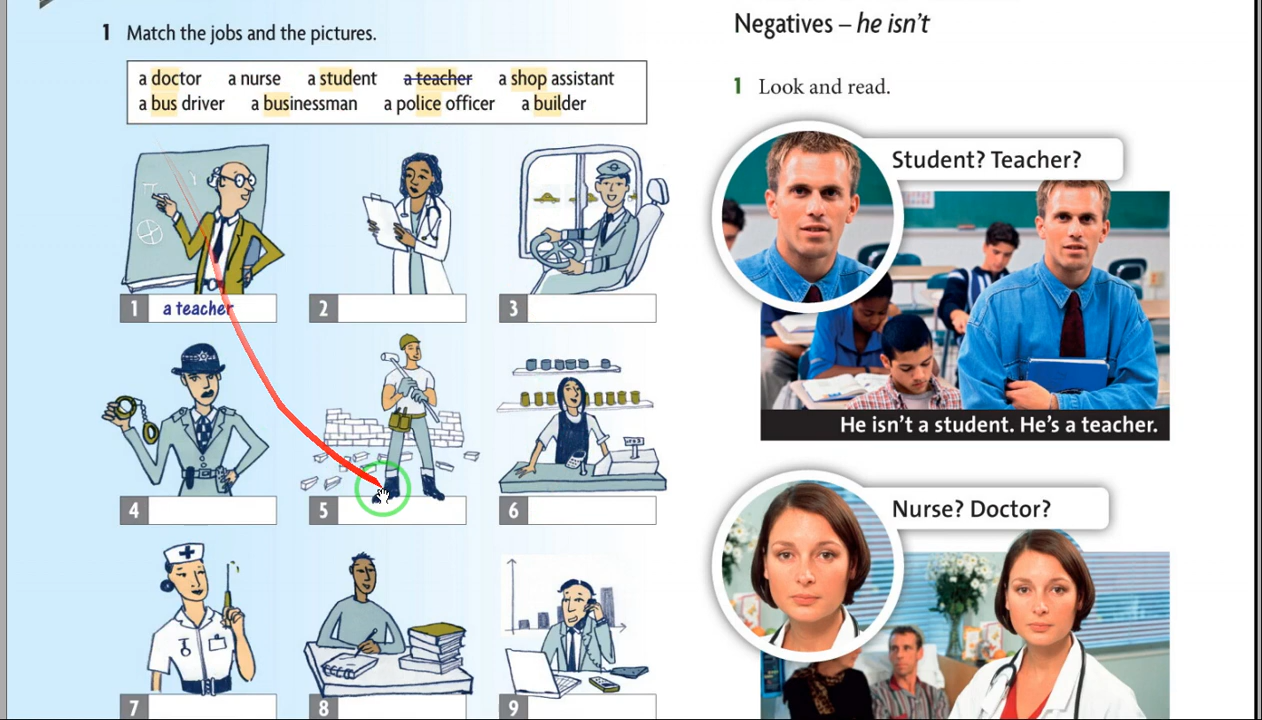 1 Match the jobs and the pictures.
a doctor a nurse a student a teacher a shop assistant
a bus driver a businessman a police officer a builder
1 a teacher
2
3
4
5
6
7
8
9
Negatives – he isn't
1 Look and read.
Student? Teacher?
He isn't a student. He's a teacher.
Nurse? Doctor?